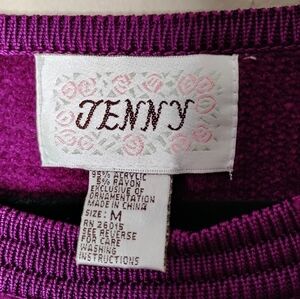 JENNY
95% ACRYLIC
5% RAYON
EXCLUSIVE OF
ORNAMENTATION
MADE IN CHINA
SIZE: M
RN 26015
SEE REVERSE
FOR CARE
WASHING
INSTRUCTIONS